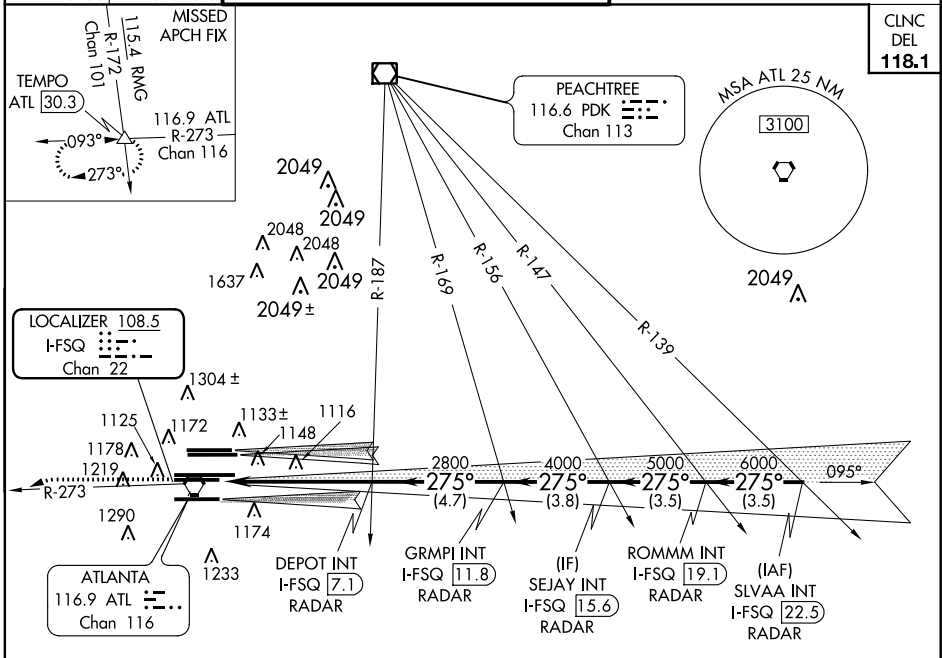 MISSED
APCH FIX
115.4 RMG
R-172
Chan 101
TEMPO
ATL 30.3
116.9 ATL
R-273
Chan 116
093°
273°
CLNC
DEL
118.1
PEACHTREE
116.6 PDK
Chan 113
MSA ATL 25 NM
3100
2049
2049
2049
2048
2048
2049
1637
2049±
R-187
R-169
R-156
R-147
R-139
LOCALIZER 108.5
I-FSQ
Chan 22
1304±
1125
1172
1133±
1116
1148
1178
1219
R-273
1290
1174
1233
2800
4000
5000
6000
275°
275°
275°
275°
095°
(4.7)
(3.8)
(3.5)
(3.5)
ATLANTA
116.9 ATL
Chan 116
DEPOT INT
I-FSQ 7.1
RADAR
GRMPI INT
I-FSQ 11.8
RADAR
(IF)
SEJAY INT
I-FSQ 15.6
RADAR
ROMMM INT
I-FSQ 19.1
RADAR
(IAF)
SLVAA INT
I-FSQ 22.5
RADAR